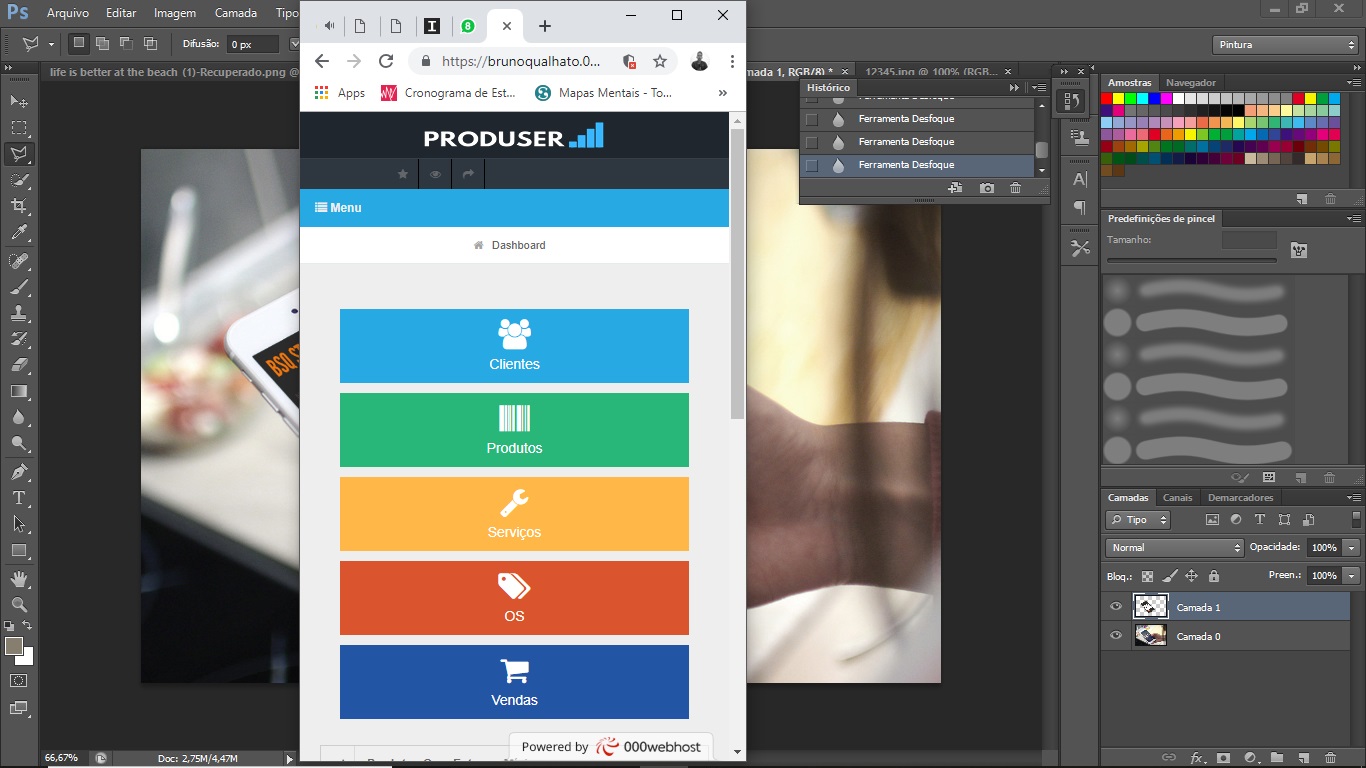 Ps Arquivo Editar Imagem Camada Tipo
Difusão: 0 px
Pintura
life is better at the beach (1)-Recuperado.png @
mada 1, RGB/8) *
12345.jpg @ 100% (RGB...
8
https://brunoqualhato.0...
Apps Cronograma de Est... Mapas Mentais - To...
PRODUSER
Menu
Dashboard
Clientes
Produtos
Serviços
OS
Vendas
Powered by 000webhost
BSQ
Histórico
Ferramenta Desfoque
Ferramenta Desfoque
Ferramenta Desfoque
Ferramenta Desfoque
Amostras Navegador
Predefinições de pincel
Tamanho:
Camadas Canais Demarcadores
Tipo
Normal Opacidade: 100%
Bloq.: Preen.: 100%
Camada 1
Camada 0
66,67% Doc: 2,75M/4,47M